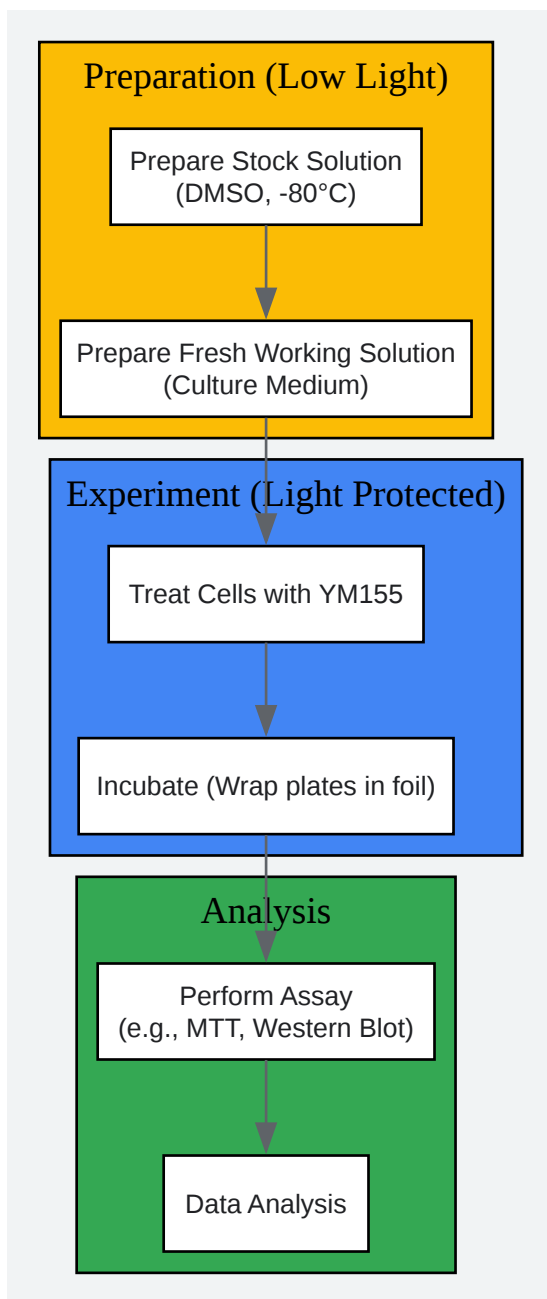 Preparation (Low Light)
Prepare Stock Solution
(DMSO, -80°C)
Prepare Fresh Working Solution
(Culture Medium)
Experiment (Light Protected)
Treat Cells with YM155
Incubate (Wrap plates in foil)
Analysis
Perform Assay
(e.g., MTT, Western Blot)
Data Analysis